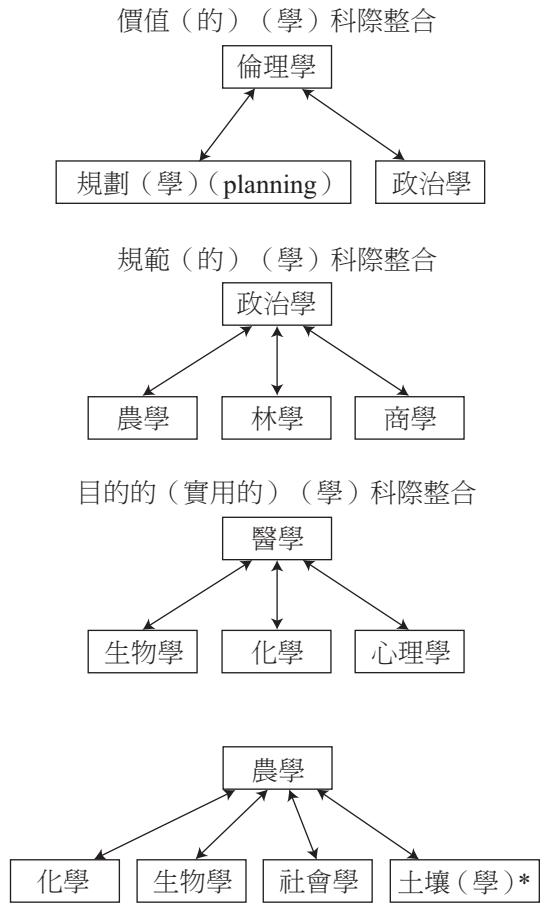 價值（的）（學）科際整合
倫理學
規劃（學）（planning） 政治學
規範（的）（學）科際整合
政治學
農學 林學 商學
目的的（實用的）（學）科際整合
醫學
生物學 化學 心理學
農學
化學 生物學 社會學 土壤（學）*